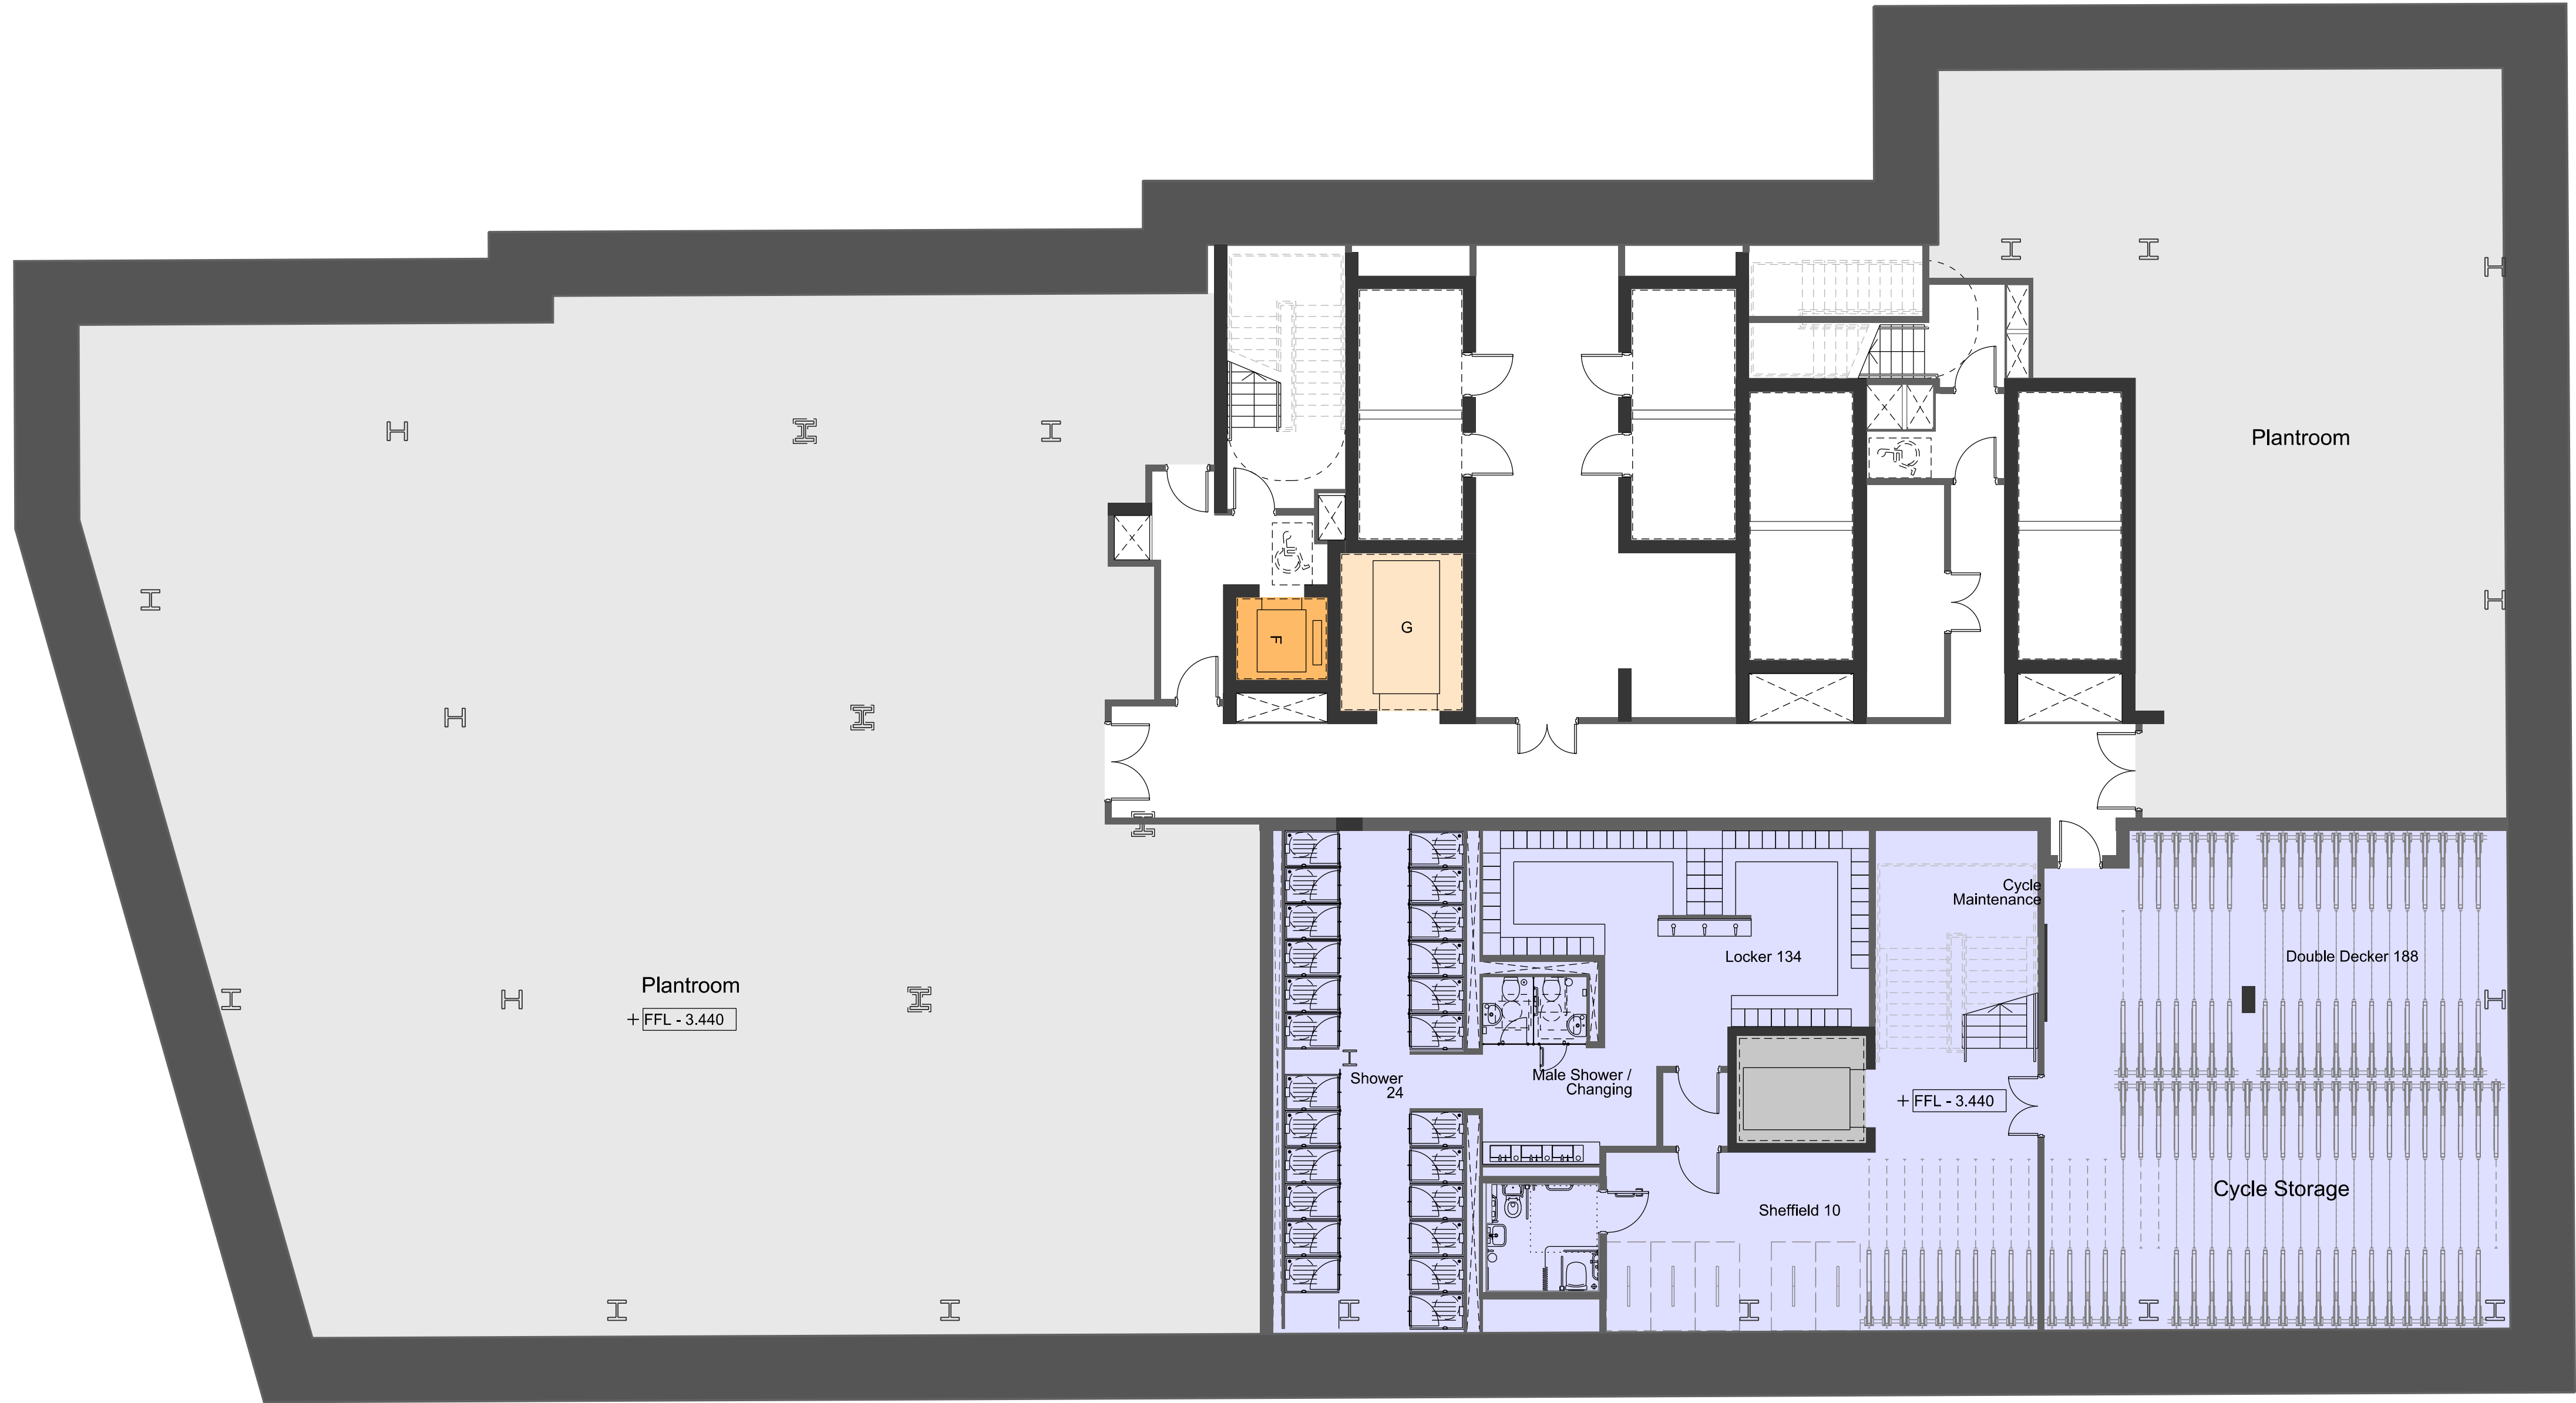 Plantroom
F
G
Cycle
Maintenance
Locker 134
Double Decker 188
Plantroom
FFL - 3.440
Shower
24
Male Shower /
Changing
FFL - 3.440
Cycle Storage
Sheffield 10